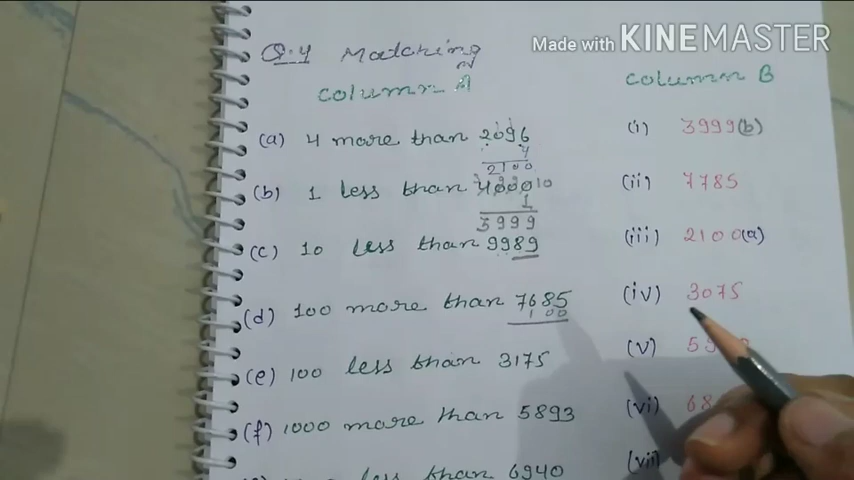 Made with KINEMASTER
Q.4 Matching
column A column B
(a) 4 more than 2096 (i) 3999(b)
4
2100
(b) 1 less than 4000 10 (ii) 7785
1
3999
(c) 10 less than 9989 (iii) 2100(a)
(d) 100 more than 7685 (iv) 3075
100
(e) 100 less than 3175 (v)
(f) 1000 more than 5893 (vi)
less than 6940 (vii)